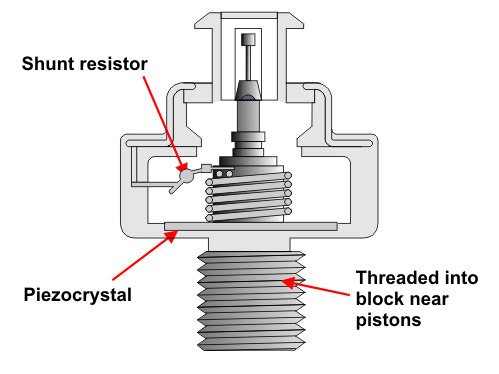 Shunt resistor
Piezocrystal
Threaded into
block near
pistons